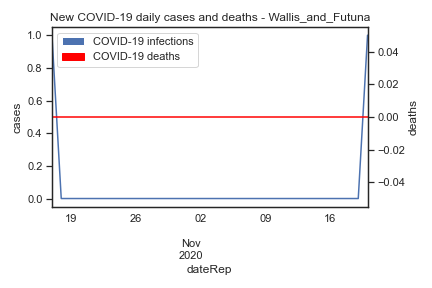 New COVID-19 daily cases and deaths - Wallis_and_Futuna
COVID-19 infections
COVID-19 deaths
1.0
0.8
0.6
0.4
0.2
0.0
cases
0.04
0.02
0.00
−0.02
−0.04
deaths
19 26 02 09 16
Nov
2020
dateRep